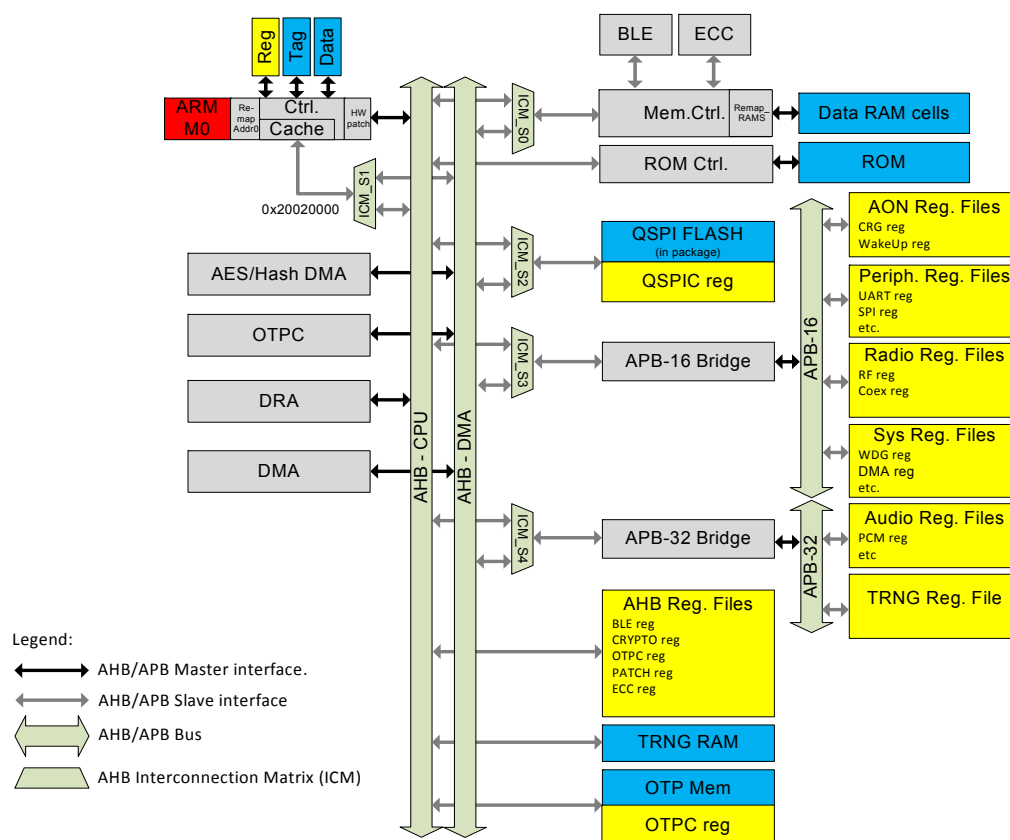 Reg
Tag
Data
ARM
M0
Re-
map
Addr0
Ctrl.
Cache
HW
patch
0x20020000
ICM_S1
AES/Hash DMA
OTPC
DRA
DMA
AHB - CPU
AHB - DMA
ICM_S0
ICM_S2
ICM_S3
ICM_S4
BLE
ECC
Mem.Ctrl.
Remap_
RAMS
Data RAM cells
ROM Ctrl.
ROM
QSPI FLASH
(in package)
QSPIC reg
APB-16 Bridge
APB-32 Bridge
APB-16
APB-32
AON Reg. Files
CRG reg
WakeUp reg
Periph. Reg. Files
UART reg
SPI reg
etc.
Radio Reg. Files
RF reg
Coex reg
Sys Reg. Files
WDG reg
DMA reg
etc.
Audio Reg. Files
PCM reg
etc
TRNG Reg. File
AHB Reg. Files
BLE reg
CRYPTO reg
OTPC reg
PATCH reg
ECC reg
TRNG RAM
OTP Mem
OTPC reg
Legend:
AHB/APB Master interface.
AHB/APB Slave interface
AHB/APB Bus
AHB Interconnection Matrix (ICM)